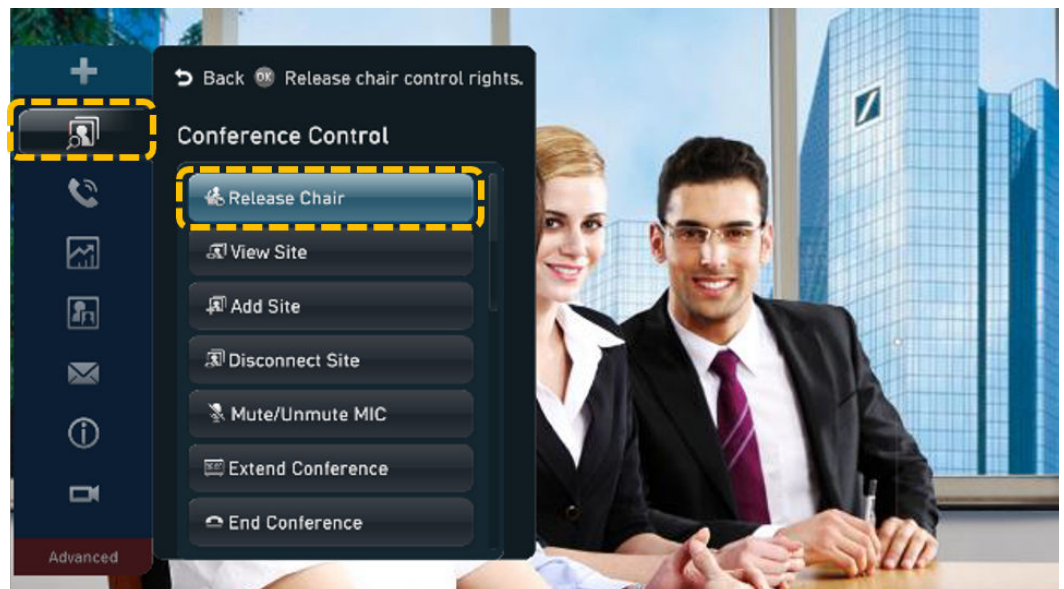 Back OK Release chair control rights.
Conference Control
Release Chair
View Site
Add Site
Disconnect Site
Mute/Unmute MIC
Extend Conference
End Conference
Advanced